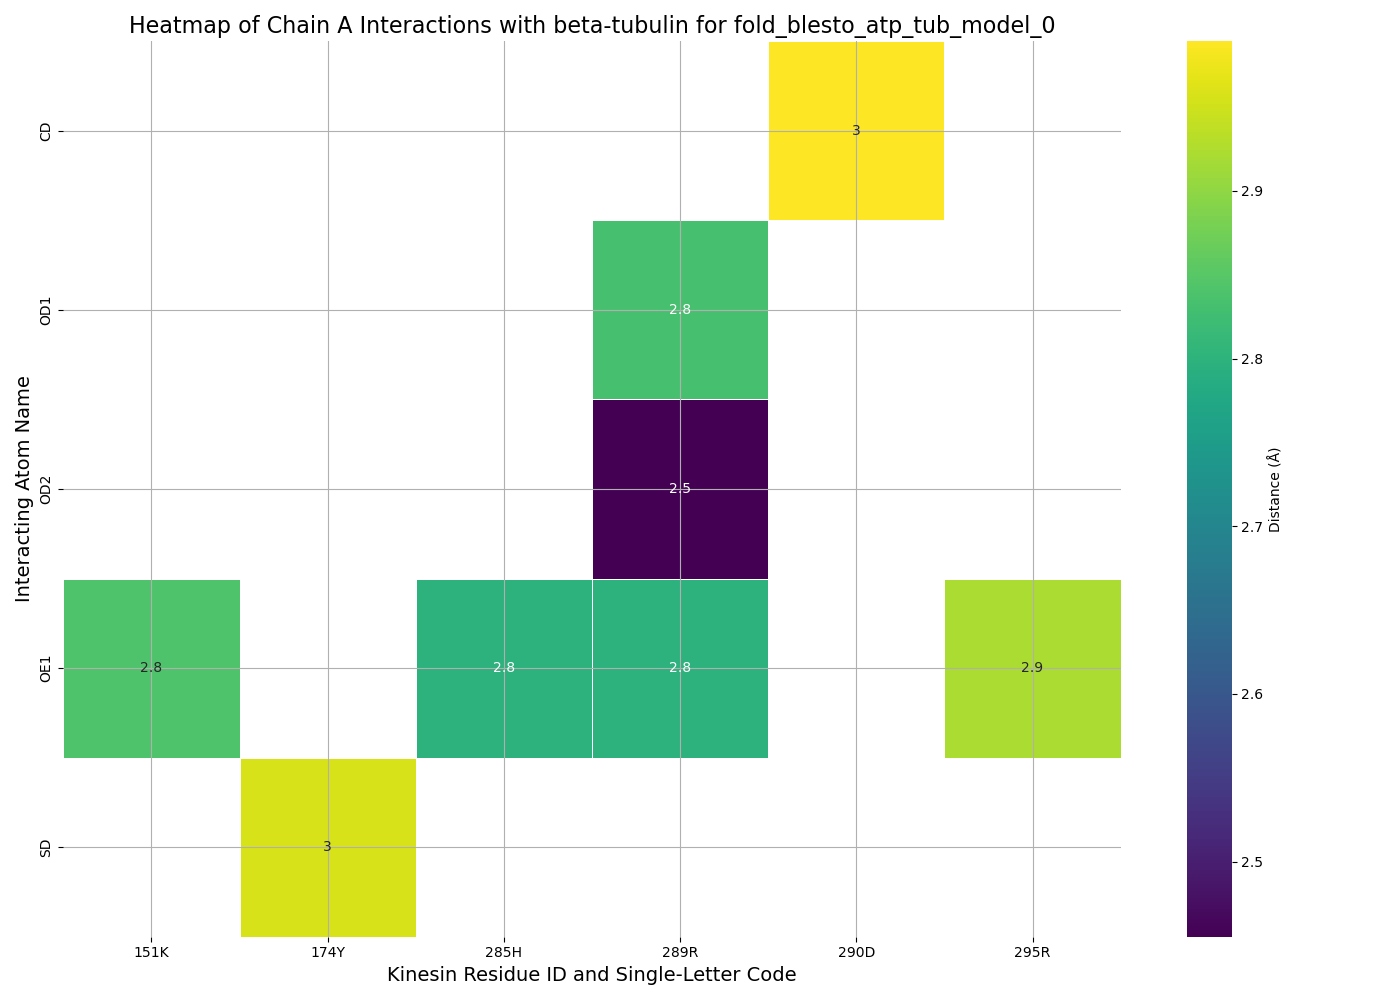 Heatmap of Chain A Interactions with beta-tubulin for fold_blesto_atp_tub_model_0
Interacting Atom Name
CD
OD1
OD2
OE1
SD
3
2.8
2.5
2.8
2.8
2.8
2.9
3
151K
174Y
285H
289R
290D
295R
Kinesin Residue ID and Single-Letter Code
2.9
2.8
2.7
2.6
2.5
Distance (Å)